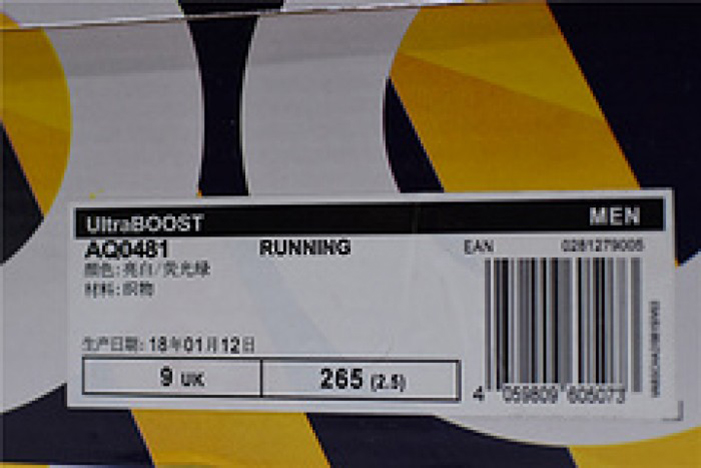 UltraBOOST MEN
AQ0481 RUNNING EAN 0281279005
颜色:亮白/荧光绿
材料:织物
生产日期: 18年01月12日
9 UK 265 (2.5)
4 059809 605073